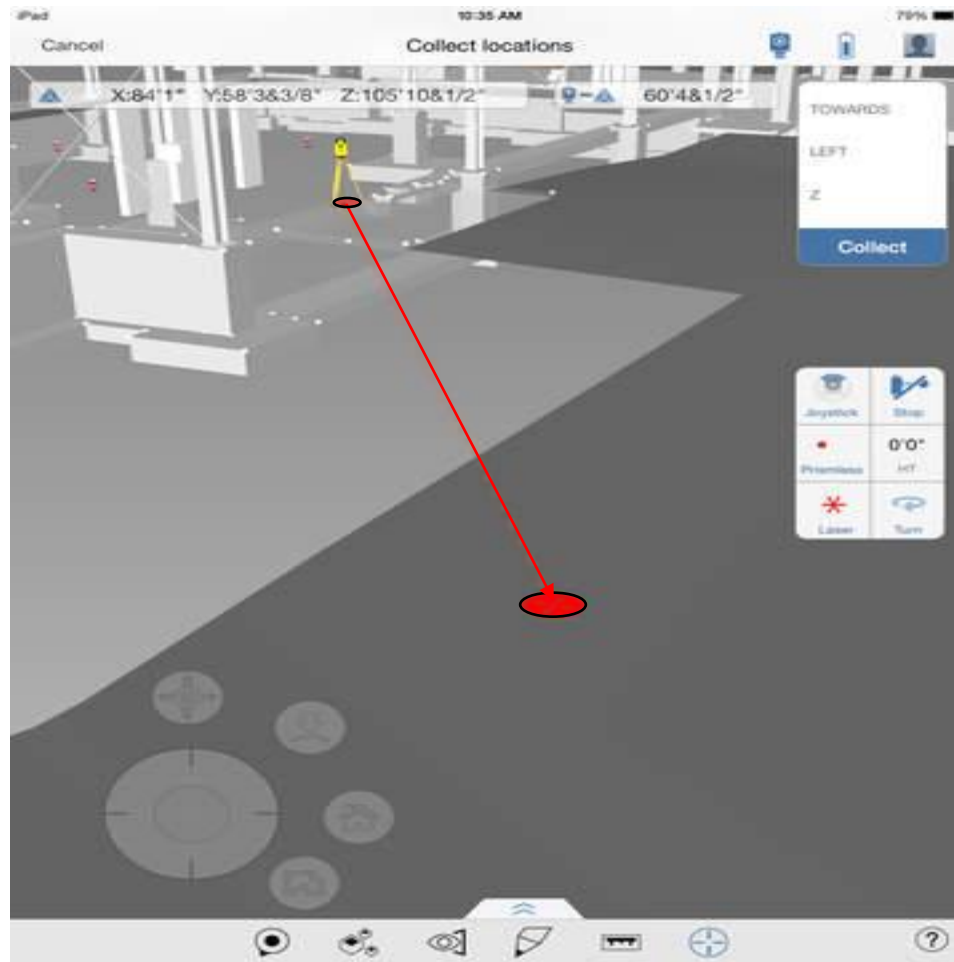 iPad 10:35 AM 79%
Cancel Collect locations
X:84'1" Y:58'3&3/8" Z:105'10&1/2" 60'4&1/2"
TOWARDS
LEFT
Z
Collect
Joystick Stop
0'0"
Prismless HT
Laser Turn
?